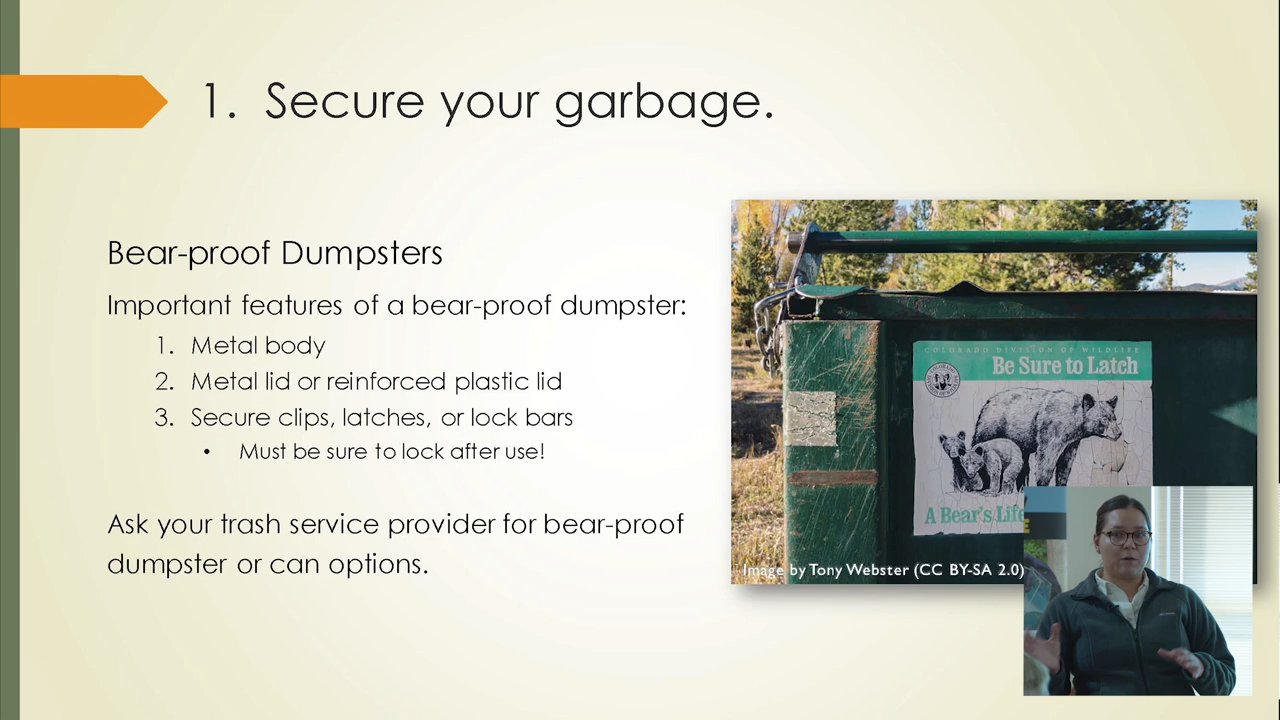 1. Secure your garbage.
Bear-proof Dumpsters
Important features of a bear-proof dumpster:
1. Metal body
2. Metal lid or reinforced plastic lid
3. Secure clips, latches, or lock bars
• Must be sure to lock after use!
Ask your trash service provider for bear-proof
dumpster or can options.
COLORADO DIVISION OF WILDLIFE
Be Sure to Latch
A Bear's Life
Image by Tony Webster (CC BY-SA 2.0)